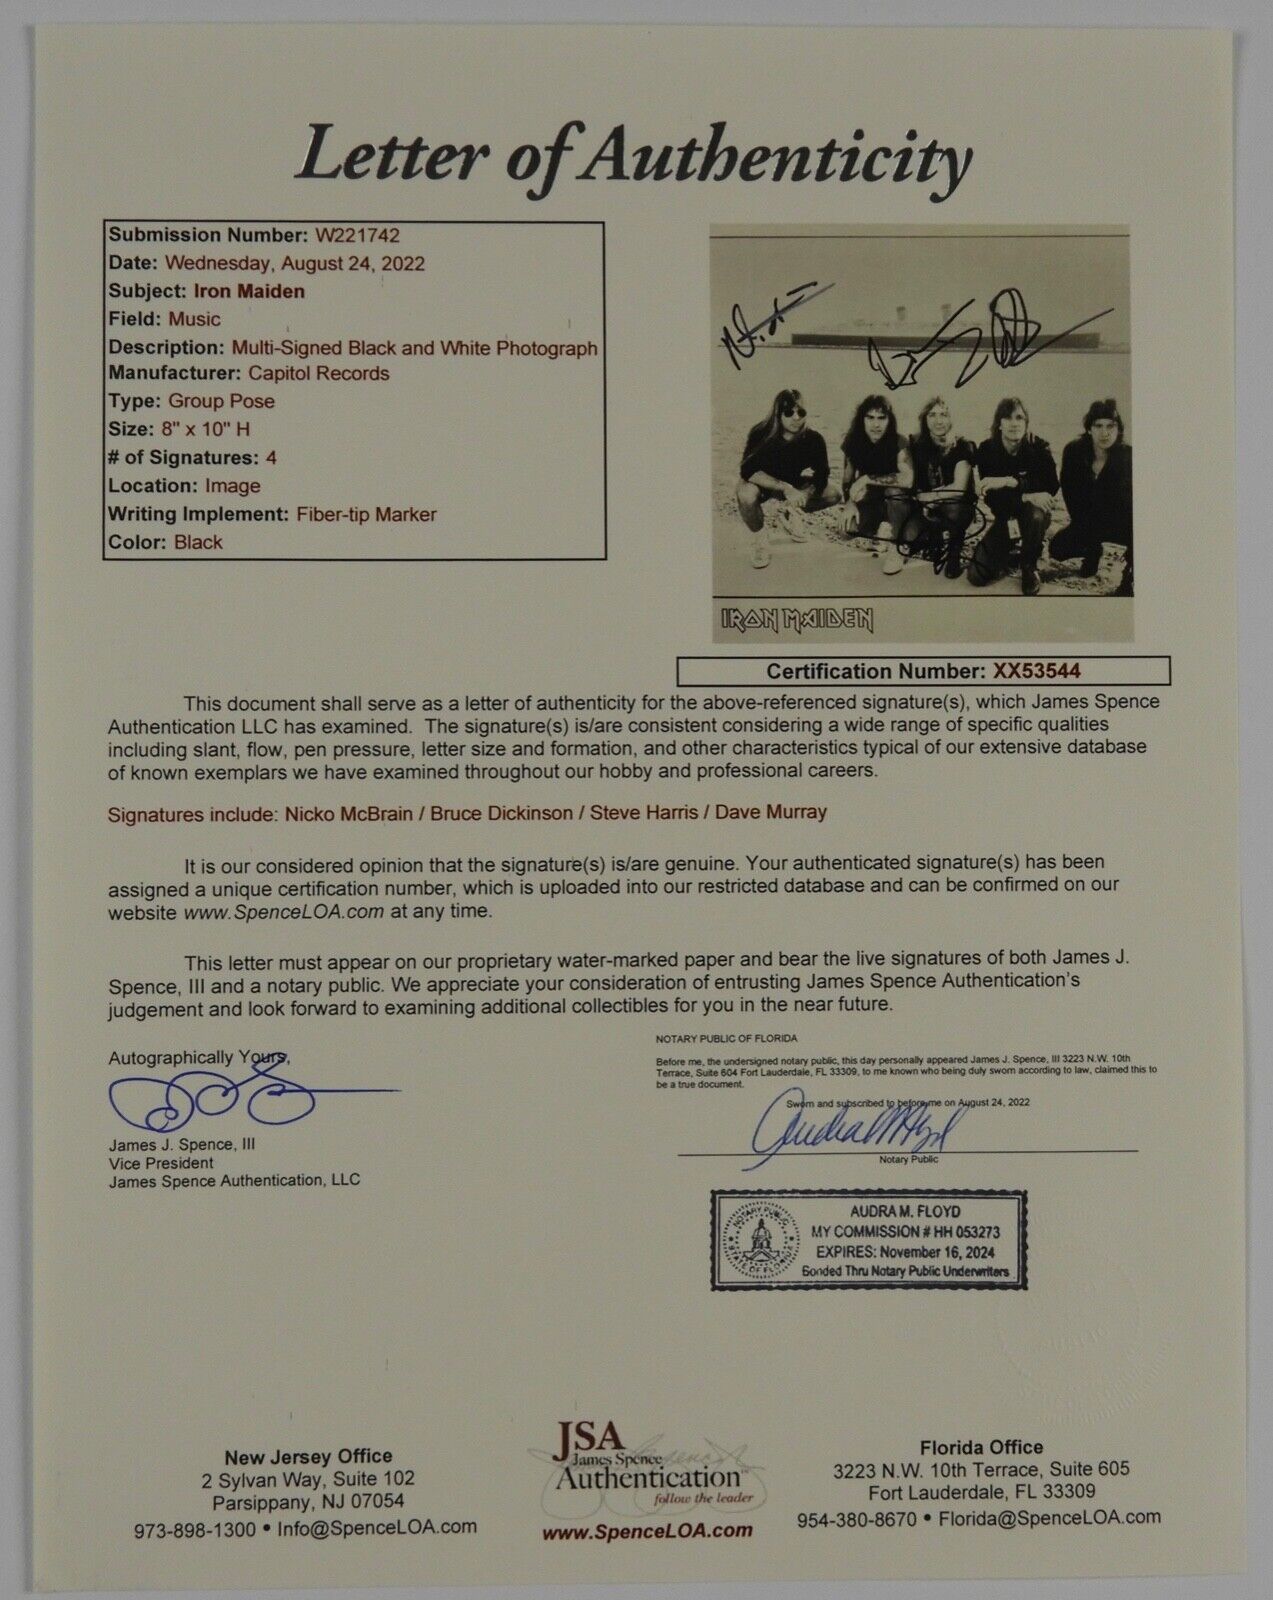 Letter of Authenticity
Submission Number: W221742
Date: Wednesday, August 24, 2022
Subject: Iron Maiden
Field: Music
Description: Multi-Signed Black and White Photograph
Manufacturer: Capitol Records
Type: Group Pose
Size: 8" x 10" H
# of Signatures: 4
Location: Image
Writing Implement: Fiber-tip Marker
Color: Black
IRON MAIDEN
Certification Number: XX53544
This document shall serve as a letter of authenticity for the above-referenced signature(s), which James Spence
Authentication LLC has examined. The signature(s) is/are consistent considering a wide range of specific qualities
including slant, flow, pen pressure, letter size and formation, and other characteristics typical of our extensive database
of known exemplars we have examined throughout our hobby and professional careers.
Signatures include: Nicko McBrain / Bruce Dickinson / Steve Harris / Dave Murray
It is our considered opinion that the signature(s) is/are genuine. Your authenticated signature(s) has been
assigned a unique certification number, which is uploaded into our restricted database and can be confirmed on our
website www.SpenceLOA.com at any time.
This letter must appear on our proprietary water-marked paper and bear the live signatures of both James J.
Spence, III and a notary public. We appreciate your consideration of entrusting James Spence Authentication's
judgement and look forward to examining additional collectibles for you in the near future.
Autographically Yours,
James J. Spence, III
Vice President
James Spence Authentication, LLC
NOTARY PUBLIC OF FLORIDA
Before me, the undersigned notary public, this day personally appeared James J. Spence, III 3223 N.W. 10th
Terrace, Suite 604 Fort Lauderdale, FL 33309, to me known who being duly sworn according to law, claimed this to
be a true document.
Sworn and subscribed to before me on August 24, 2022
Audra M Floyd
Notary Public
NOTARY PUBLIC
STATE OF FLORIDA
AUDRA M. FLOYD
MY COMMISSION # HH 053273
EXPIRES: November 16, 2024
Bonded Thru Notary Public Underwriters
New Jersey Office
2 Sylvan Way, Suite 102
Parsippany, NJ 07054
973-898-1300 • Info@SpenceLOA.com
JSA
James Spence
Authentication™
follow the leader
www.SpenceLOA.com
Florida Office
3223 N.W. 10th Terrace, Suite 605
Fort Lauderdale, FL 33309
954-380-8670 • Florida@SpenceLOA.com